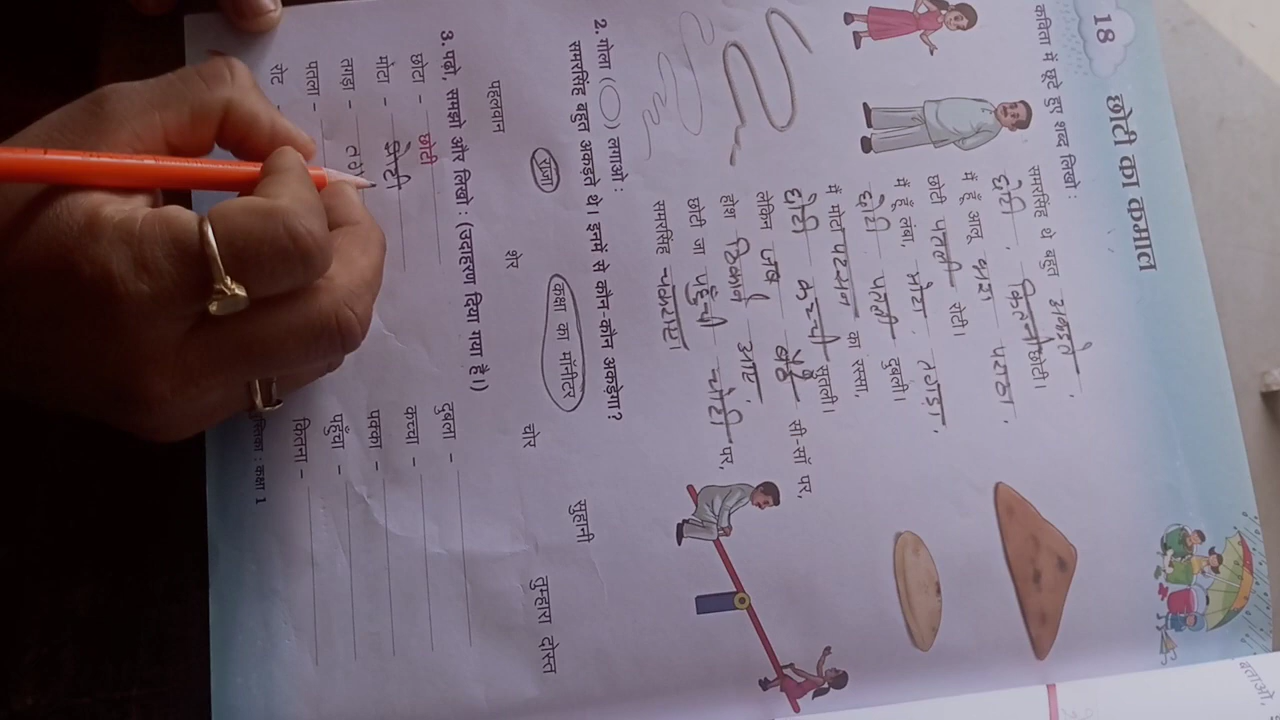 18
छोटी का कमाल
कविता में छूटे हुए शब्द लिखो :
समरसिंह थे बहुत अकड़ते,
छोटी, कितनी छोटी।
मैं हूँ आलू भरा पराठा,
छोटी पतली रोटी।
मैं हूँ लंबा, मोटा, तगड़ा,
छोटी पतली दुबली।
मैं मोटा पटसन का रस्सा,
छोटी कच्ची सुतली।
लेकिन जब बैठे सी-सॉ पर,
होश ठिकाने आए,
छोटी जा पहुँची चोटी पर,
समरसिंह चकराए।
2. गोला ( ) लगाओ :
समरसिंह बहुत अकड़ते थे। इनमें से कौन-कौन अकड़ेगा?
पहलवान शेर चोर सुहानी
राजा कक्षा का मॉनीटर तुम्हारा दोस्त
3. पढ़ो, समझो और लिखो : (उदाहरण दिया गया है।)
छोटा - छोटी दुबला -
मोटा - मोटी कच्चा -
तगड़ा - पक्का -
पतला - पहुँचा -
कितना -
: कक्षा 1
बताओ,